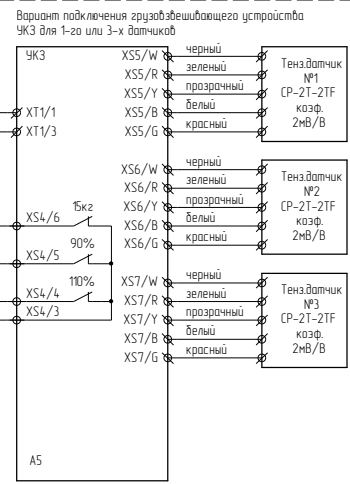 Вариант подключения грузовзвешивающего устройства
УКЗ для 1-го или 3-х датчиков
УКЗ
XT1/1
XT1/3
XS4/6
15кг
90%
XS4/5
110%
XS4/4
XS4/3
A5
XS5/W черный
XS5/R зеленый
XS5/Y прозрачный
XS5/B белый
XS5/G красный
Тенз.датчик
№1
СР-2Т-2TF
коэф.
2мВ/В
XS6/W черный
XS6/R зеленый
XS6/Y прозрачный
XS6/B белый
XS6/G красный
Тенз.датчик
№2
СР-2Т-2TF
коэф.
2мВ/В
XS7/W черный
XS7/R зеленый
XS7/Y прозрачный
XS7/B белый
XS7/G красный
Тенз.датчик
№3
СР-2Т-2TF
коэф.
2мВ/В